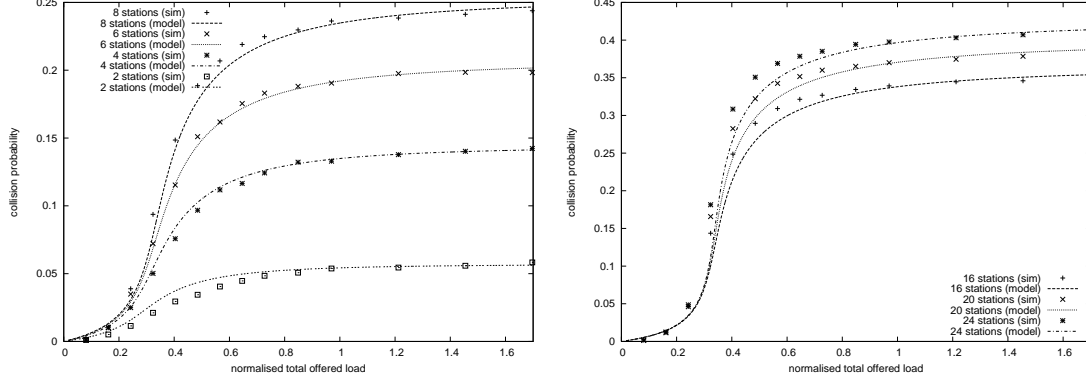 8 stations (sim)
8 stations (model)
6 stations (sim)
6 stations (model)
4 stations (sim)
4 stations (model)
2 stations (sim)
2 stations (model)
0.25
0.2
0.15
0.1
0.05
0
collision probability
0 0.2 0.4 0.6 0.8 1 1.2 1.4 1.6
normalised total offered load
0.45
0.4
0.35
0.3
0.25
0.2
0.15
0.1
0.05
0
collision probability
16 stations (sim)
16 stations (model)
20 stations (sim)
20 stations (model)
24 stations (sim)
24 stations (model)
0 0.2 0.4 0.6 0.8 1 1.2 1.4 1.6
normalised total offered load